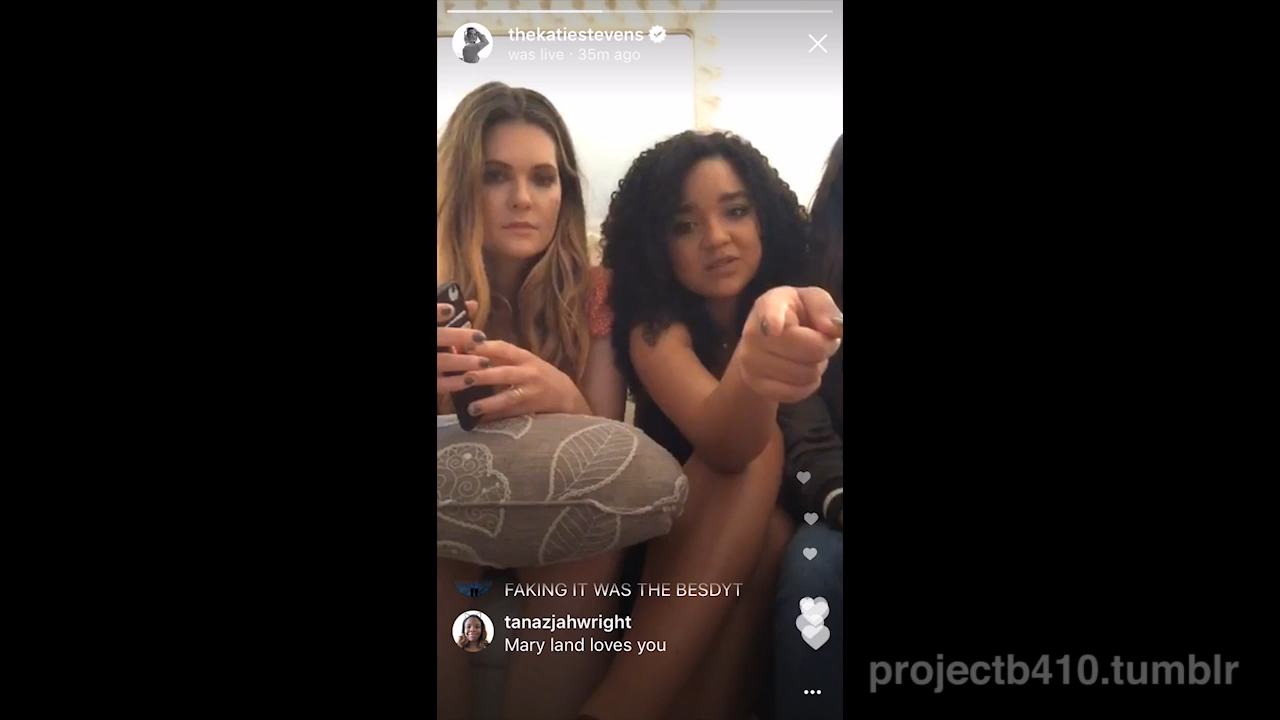 thekatiestevens
was live · 35m ago
FAKING IT WAS THE BESDYT
tanazjahwright
Mary land loves you
projectb410.tumblr